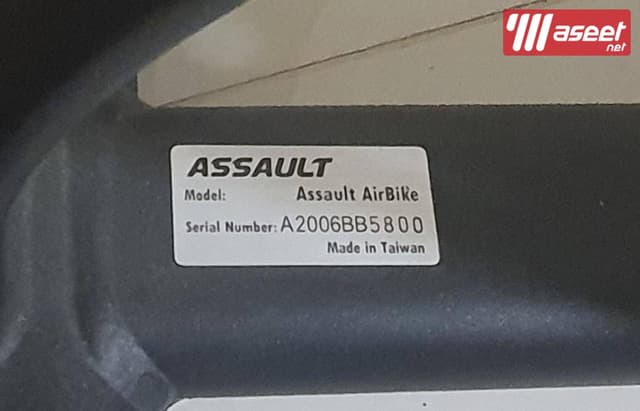 maseet
net
ASSAULT
Model: Assault AirBike
Serial Number: A2006BB5800
Made in Taiwan